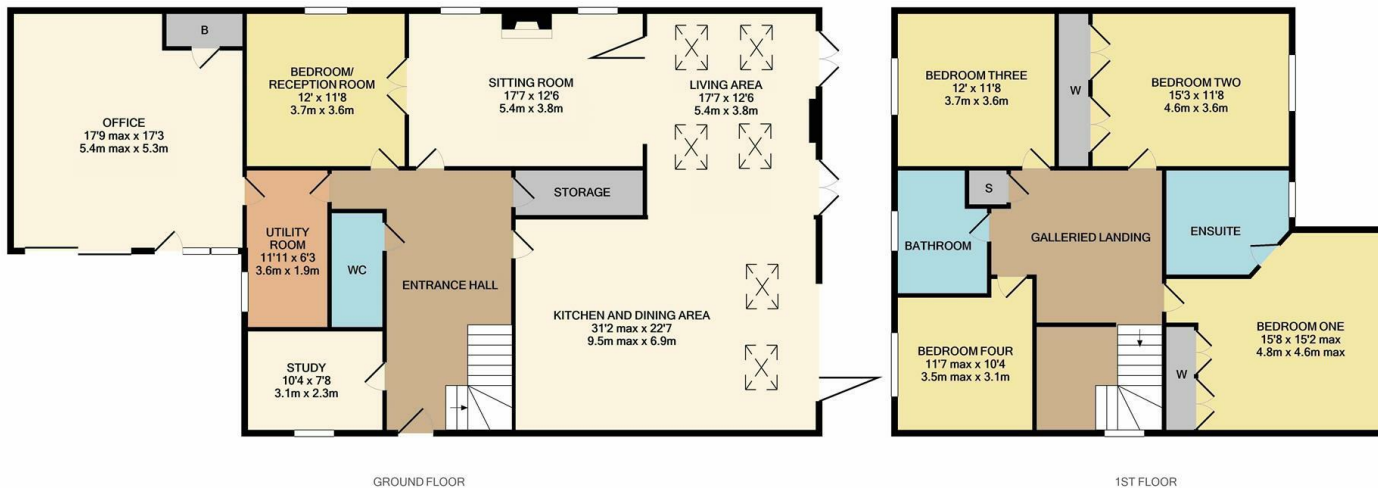 B
OFFICE
17'9 max x 17'3
5.4m max x 5.3m
BEDROOM/
RECEPTION ROOM
12' x 11'8
3.7m x 3.6m
SITTING ROOM
17'7 x 12'6
5.4m x 3.8m
LIVING AREA
17'7 x 12'6
5.4m x 3.8m
STORAGE
UTILITY
ROOM
11'11 x 6'3
3.6m x 1.9m
WC
ENTRANCE HALL
KITCHEN AND DINING AREA
31'2 max x 22'7
9.5m max x 6.9m
STUDY
10'4 x 7'8
3.1m x 2.3m
GROUND FLOOR
BEDROOM THREE
12' x 11'8
3.7m x 3.6m
W
BEDROOM TWO
15'3 x 11'8
4.6m x 3.6m
S
BATHROOM
GALLERIED LANDING
ENSUITE
BEDROOM FOUR
11'7 max x 10'4
3.5m max x 3.1m
W
BEDROOM ONE
15'8 x 15'2 max
4.8m x 4.6m max
1ST FLOOR